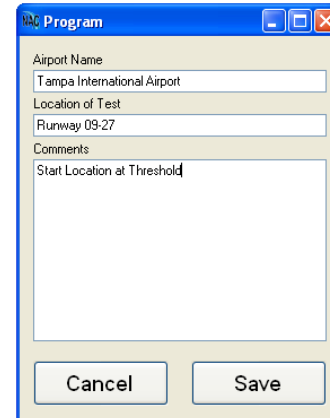 NAC Program
Airport Name
Tampa International Airport
Location of Test
Runway 09-27
Comments
Start Location at Threshold
Cancel
Save